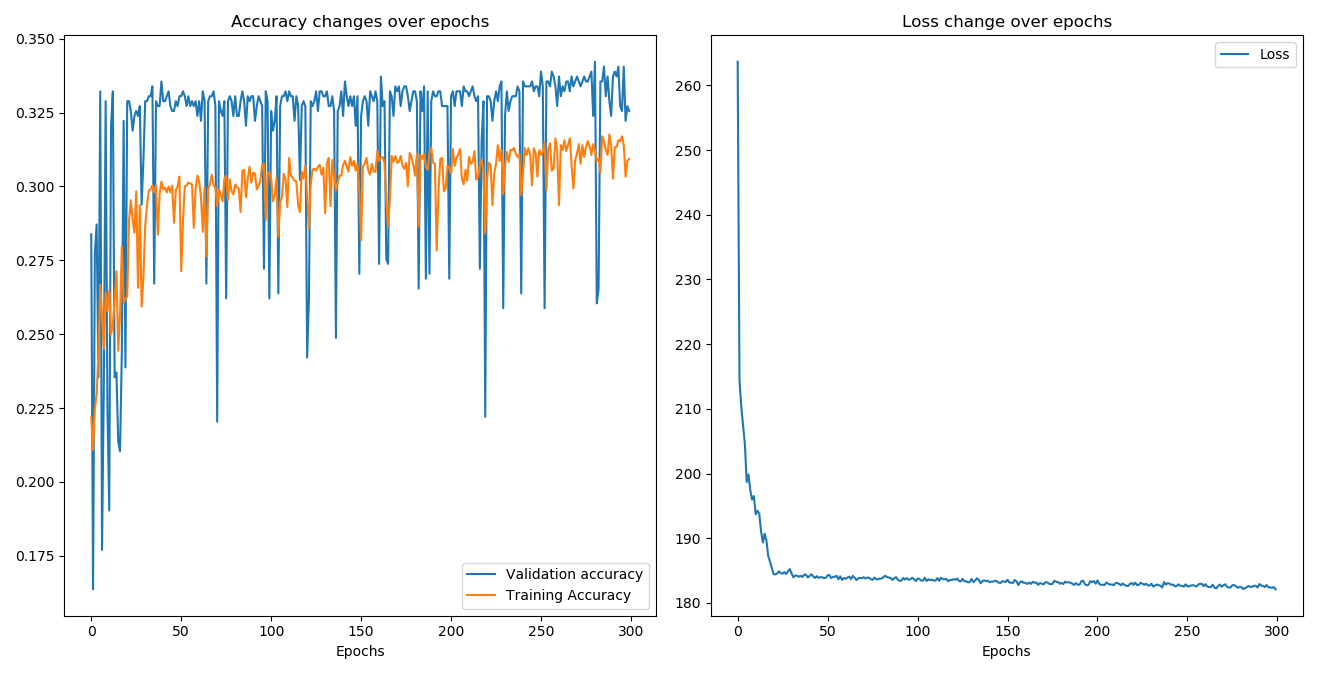 Accuracy changes over epochs
0.350
0.325
0.300
0.275
0.250
0.225
0.200
0.175
0 50 100 150 200 250 300
Epochs
Validation accuracy
Training Accuracy
Loss change over epochs
Loss
260
250
240
230
220
210
200
190
180
0 50 100 150 200 250 300
Epochs